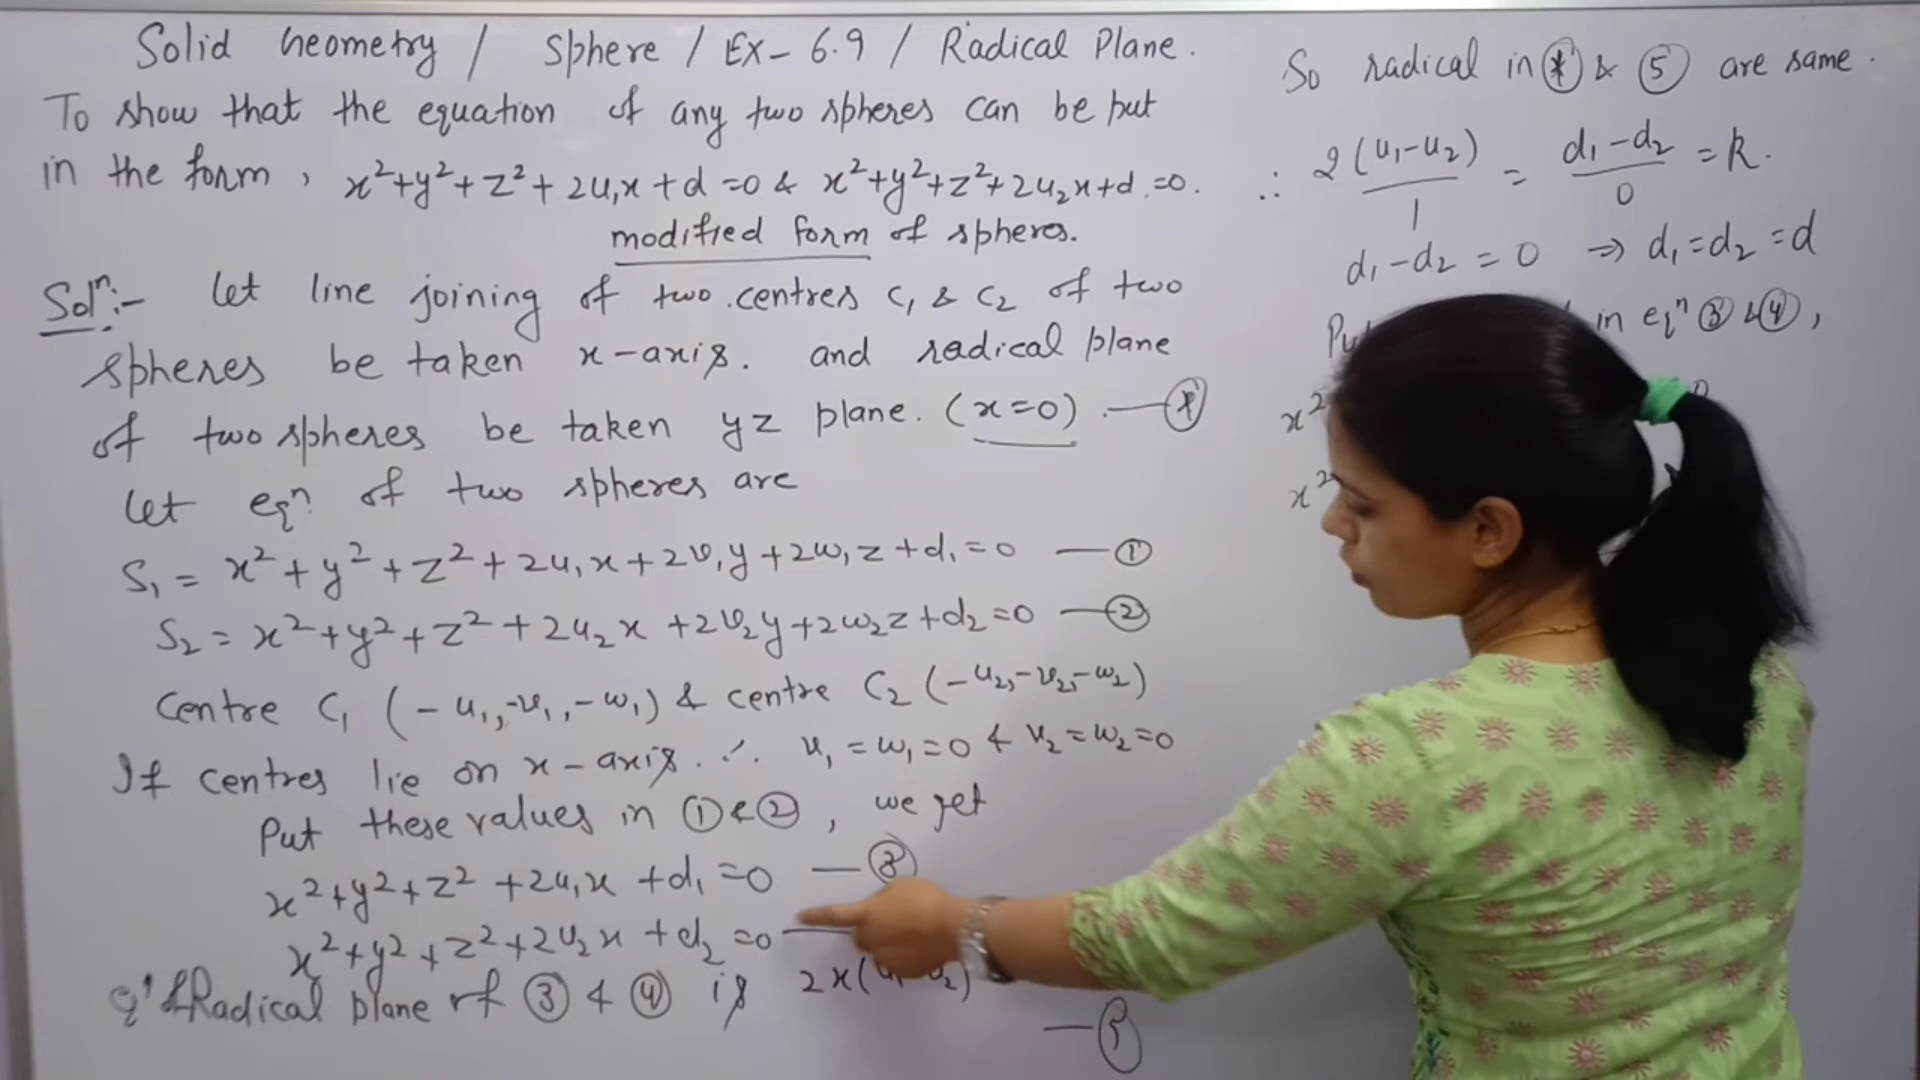 Solid Geometry / Sphere / Ex-6.9 / Radical Plane.
To show that the equation of any two spheres can be put
in the form, x²+y²+z²+2u₁x+d=0 & x²+y²+z²+2u₂x+d=0.
modified form of spheres.
Solⁿ:- Let line joining of two centres C₁ & C₂ of two
spheres be taken x-axis. and radical plane
of two spheres be taken yz plane. (x=0). —(*)
Let eqⁿ of two spheres are
S₁ = x²+y²+z²+2u₁x+2v₁y+2w₁z+d₁=0 —①
S₂ = x²+y²+z²+2u₂x+2v₂y+2w₂z+d₂=0 —②
Centre C₁ (-u₁,-v₁,-w₁) & centre C₂ (-u₂,-v₂,-w₂)
If centres lie on x-axis. ∴ v₁=w₁=0 & v₂=w₂=0
Put these values in ① & ②, we get
x²+y²+z²+2u₁x+d₁=0 —③
x²+y²+z²+2u₂x+d₂=0 —
Radical plane of ③ & ④ is 2x(u₁-u₂)
—⑤
So radical in (*) & ⑤ are same.
∴ 2(u₁-u₂)/1 = d₁-d₂/0 = k.
d₁-d₂=0 ⇒ d₁=d₂=d
in eqⁿ ③ & ④,
x²
x²